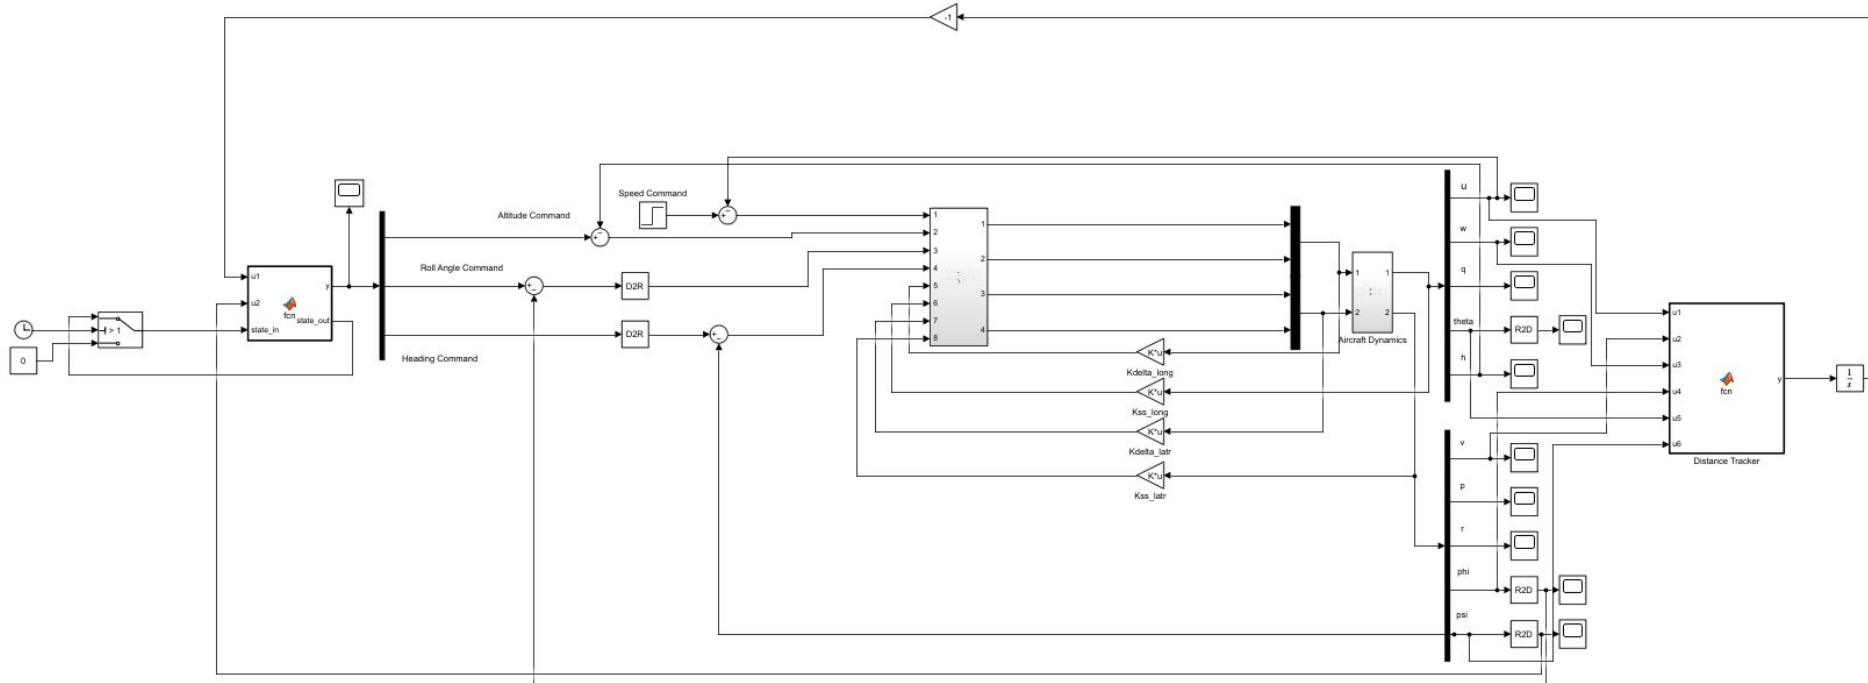 -1
Speed Command
Altitude Command
Roll Angle Command
Heading Command
> 1
0
u1
u2
state_in
y
state_out
fcn
+
−
+
−
+
−
+
−
D2R
D2R
1
2
3
4
5
6
7
8
1
2
3
4
1
2
1
2
Aircraft Dynamics
K*u
Kdelta_long
K*u
Kss_long
K*u
Kdelta_latr
K*u
Kss_latr
u
w
q
theta
h
R2D
v
p
r
phi
psi
R2D
R2D
u1
u2
u3
u4
u5
u6
fcn
y
Distance Tracker
1
s